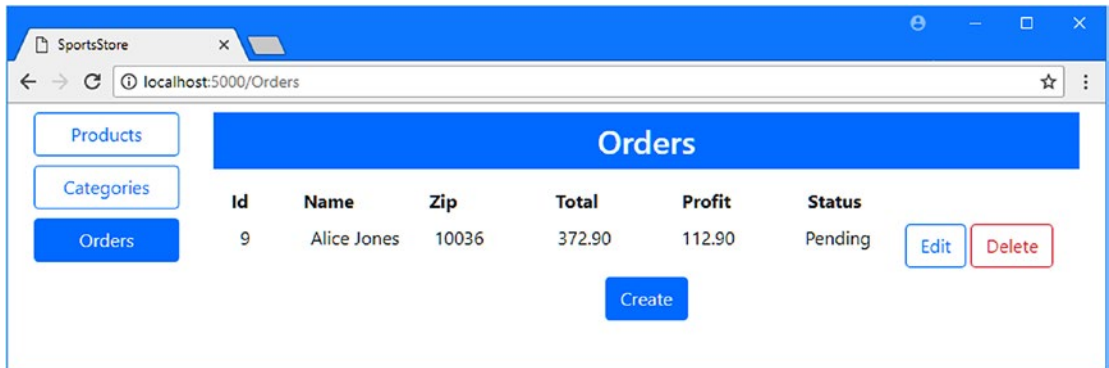 SportsStore
localhost:5000/Orders
Products
Categories
Orders
Orders
Id Name Zip Total Profit Status
9 Alice Jones 10036 372.90 112.90 Pending Edit Delete
Create